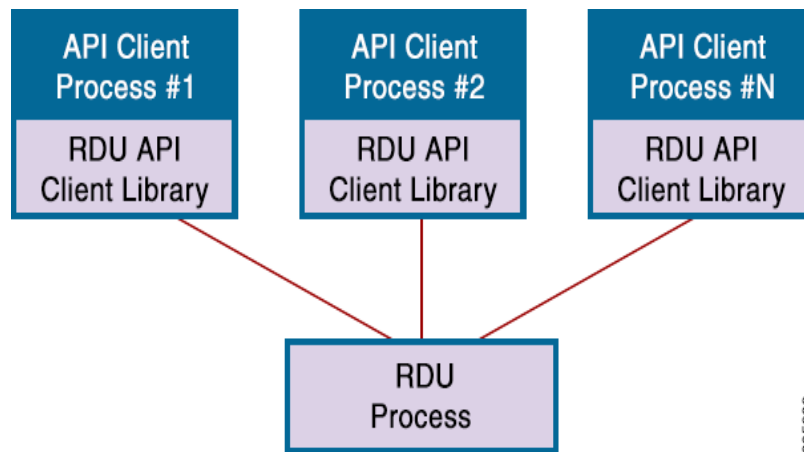 API Client
Process #1
RDU API
Client Library
API Client
Process #2
RDU API
Client Library
API Client
Process #N
RDU API
Client Library
RDU
Process